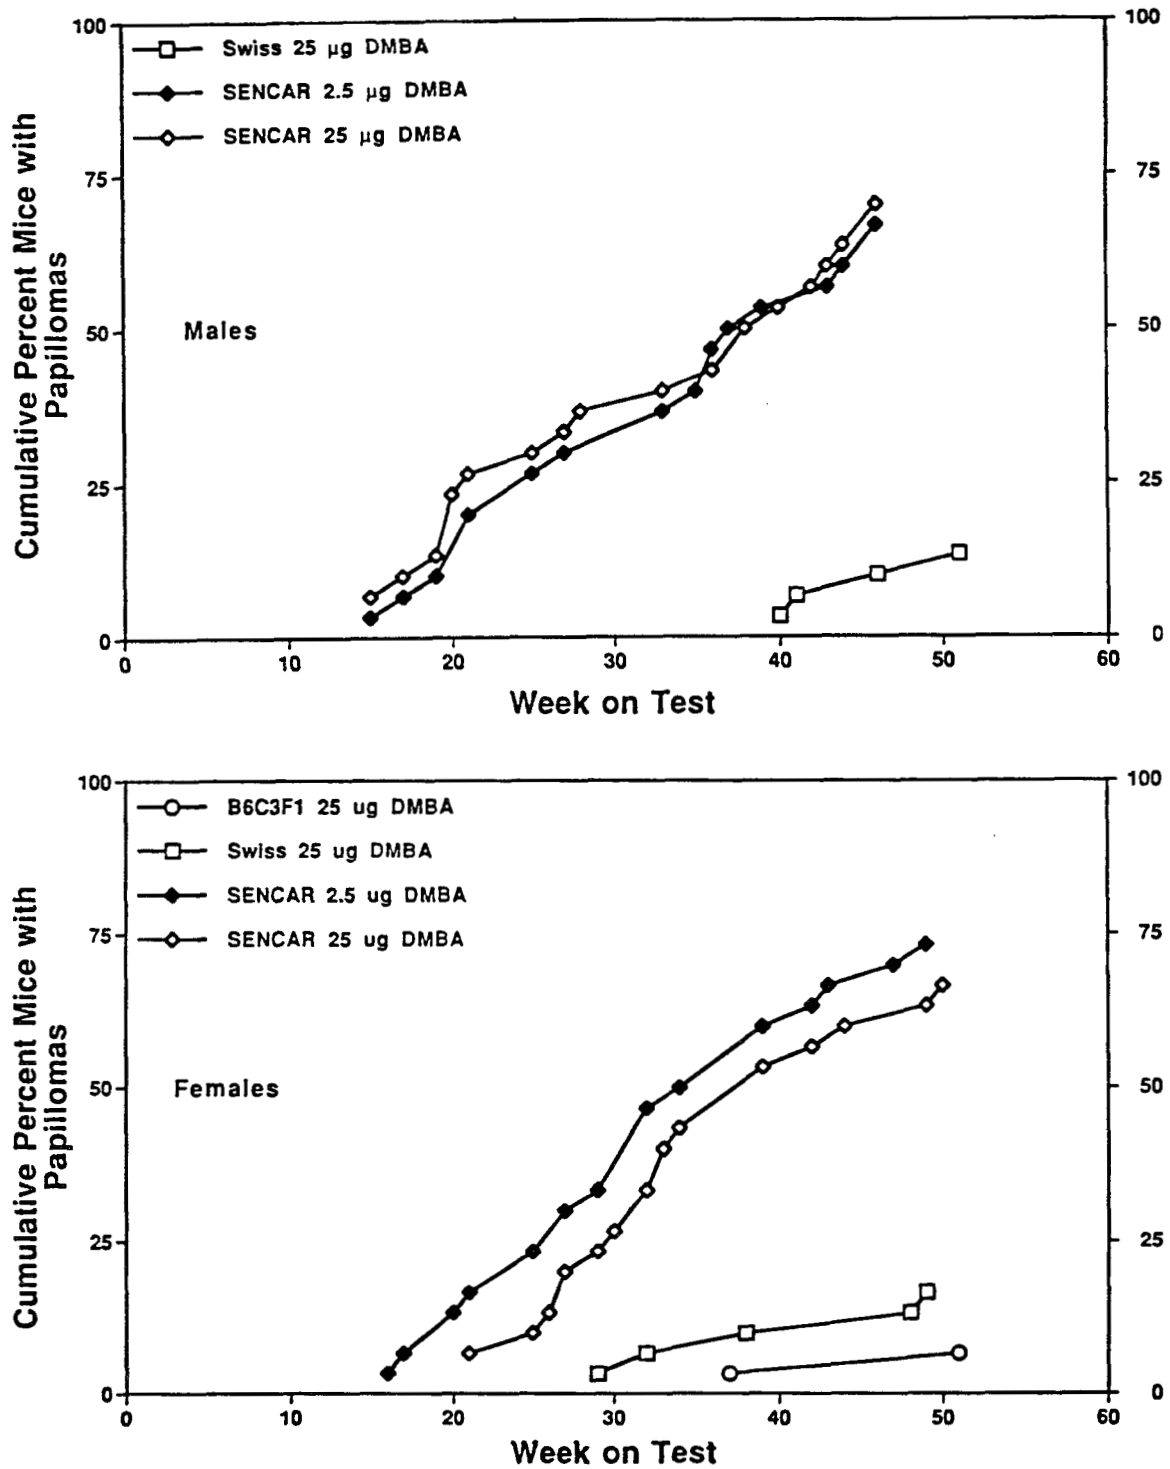 Cumulative Percent Mice with
Papillomas
100
75
50
25
0
Swiss 25 μg DMBA
SENCAR 2.5 μg DMBA
SENCAR 25 μg DMBA
Males
100
75
50
25
0
0 10 20 30 40 50 60
Week on Test
Cumulative Percent Mice with
Papillomas
100
75
50
25
0
B6C3F1 25 ug DMBA
Swiss 25 ug DMBA
SENCAR 2.5 ug DMBA
SENCAR 25 ug DMBA
Females
100
75
50
25
0
0 10 20 30 40 50 60
Week on Test